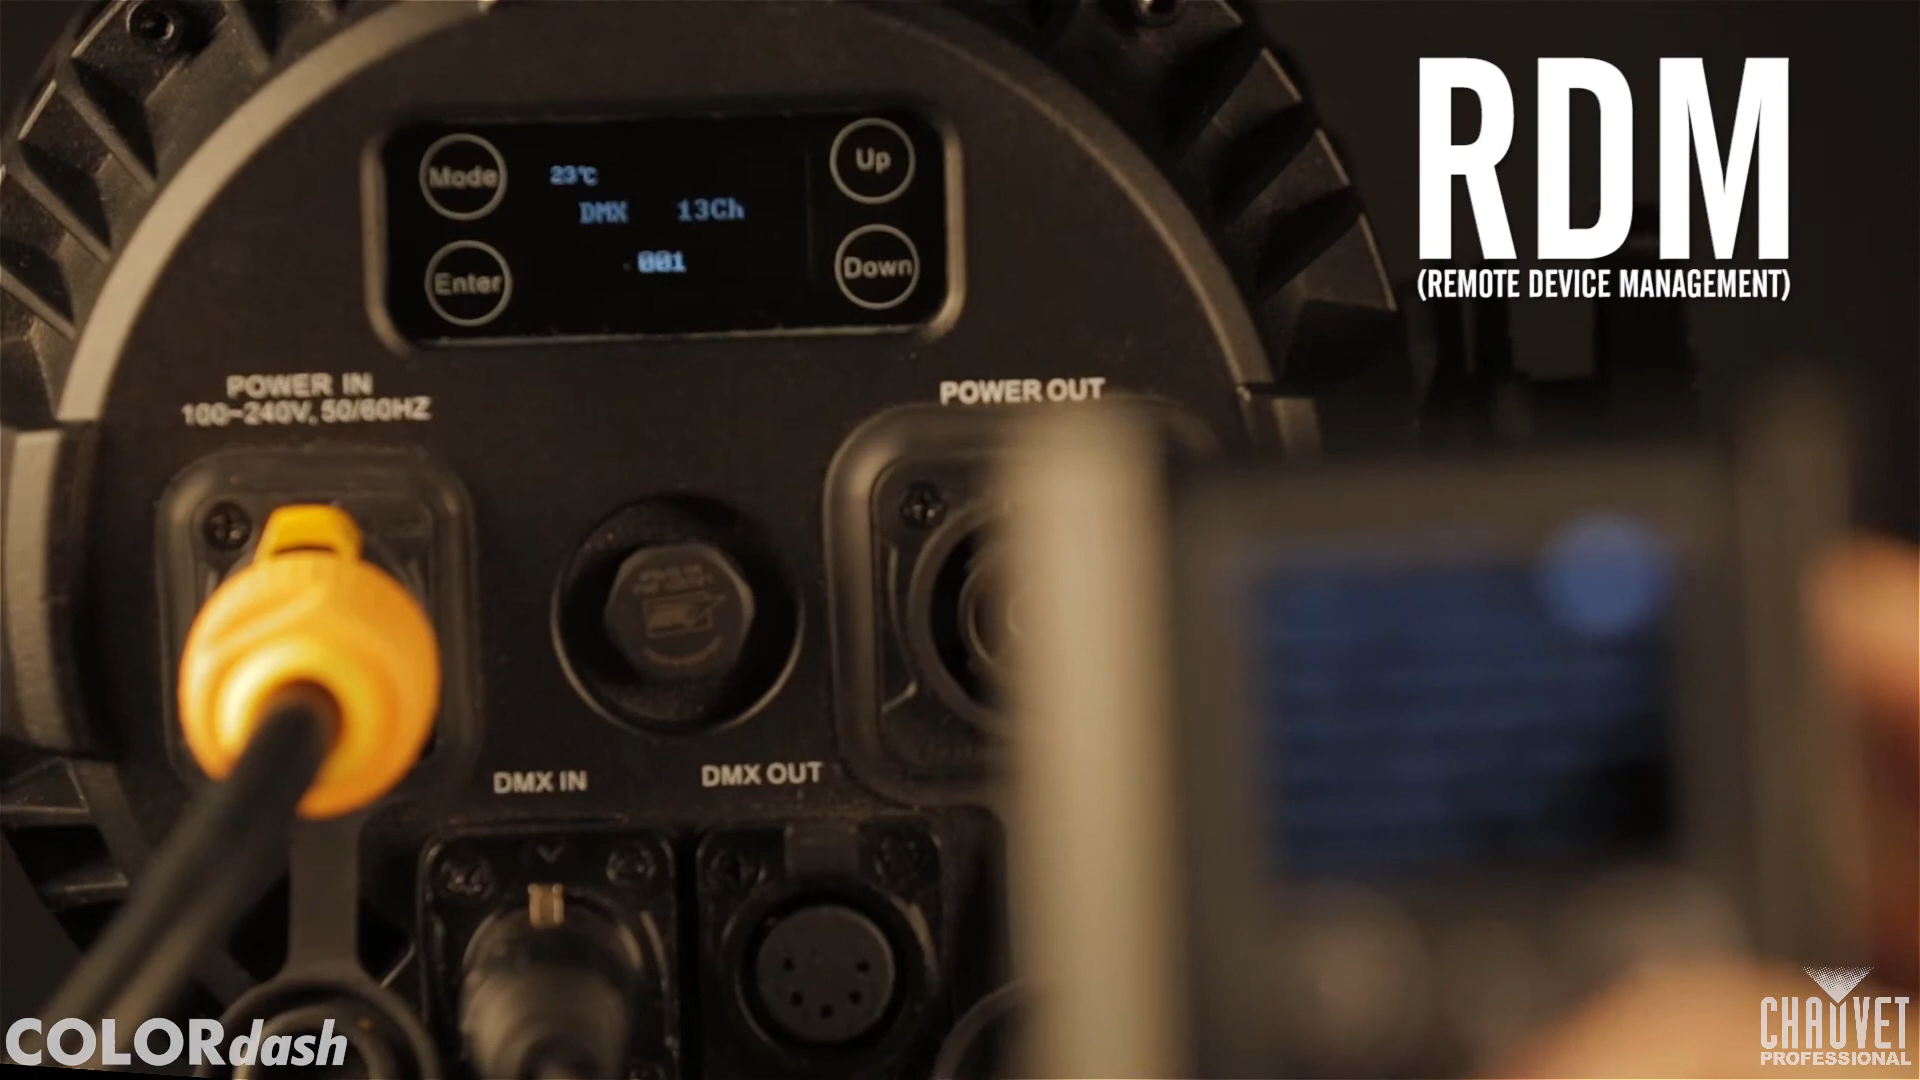 RDM
(REMOTE DEVICE MANAGEMENT)
Mode
Up
23°C
DMX 13Ch
Enter
001
Down
POWER IN
100~240V, 50/60HZ
POWER OUT
DMX IN
DMX OUT
COLORdash
CHAUVET
PROFESSIONAL